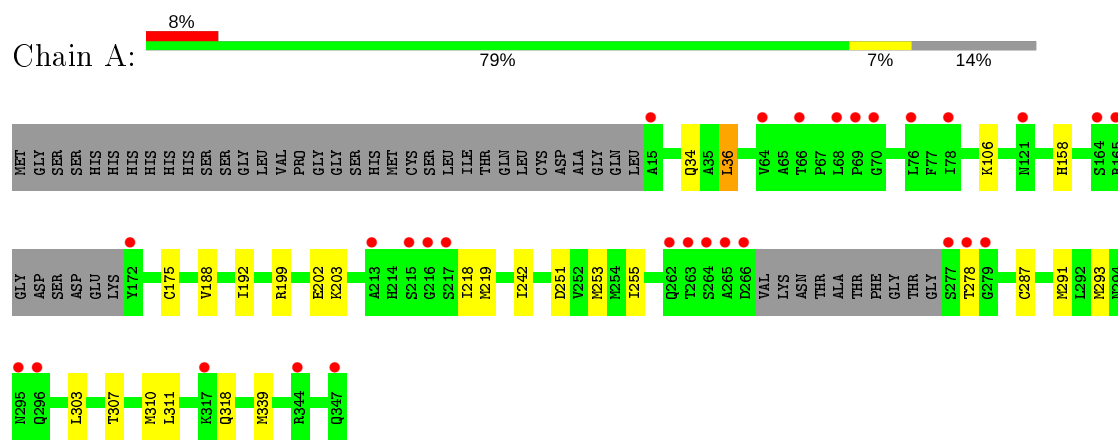 8%
Chain A:
79% 7% 14%
MET GLY SER SER HIS HIS HIS HIS HIS HIS SER SER GLY LEU VAL PRO GLY GLY SER HIS MET CYS SER LEU ILE THR GLN LEU CYS ASP ALA GLY GLN LEU A15 Q34 A35 L36 V64 A65 T66 P67 L68 P69 G70 L76 F77 I78 K106 N121 H158 S164 R165
GLY ASP SER ASP GLU LYS Y172 C175 V188 I192 R199 E202 K203 A213 H214 S215 G216 S217 I218 M219 I242 D251 V252 M253 M254 I255 Q262 T263 S264 A265 D266 VAL LYS ASN THR ALA THR PHE GLY THR GLY S277 T278 G279 C287 M291 L292 M293 N294
N295 Q296 L303 T307 M310 L311 K317 Q318 M339 R344 Q347